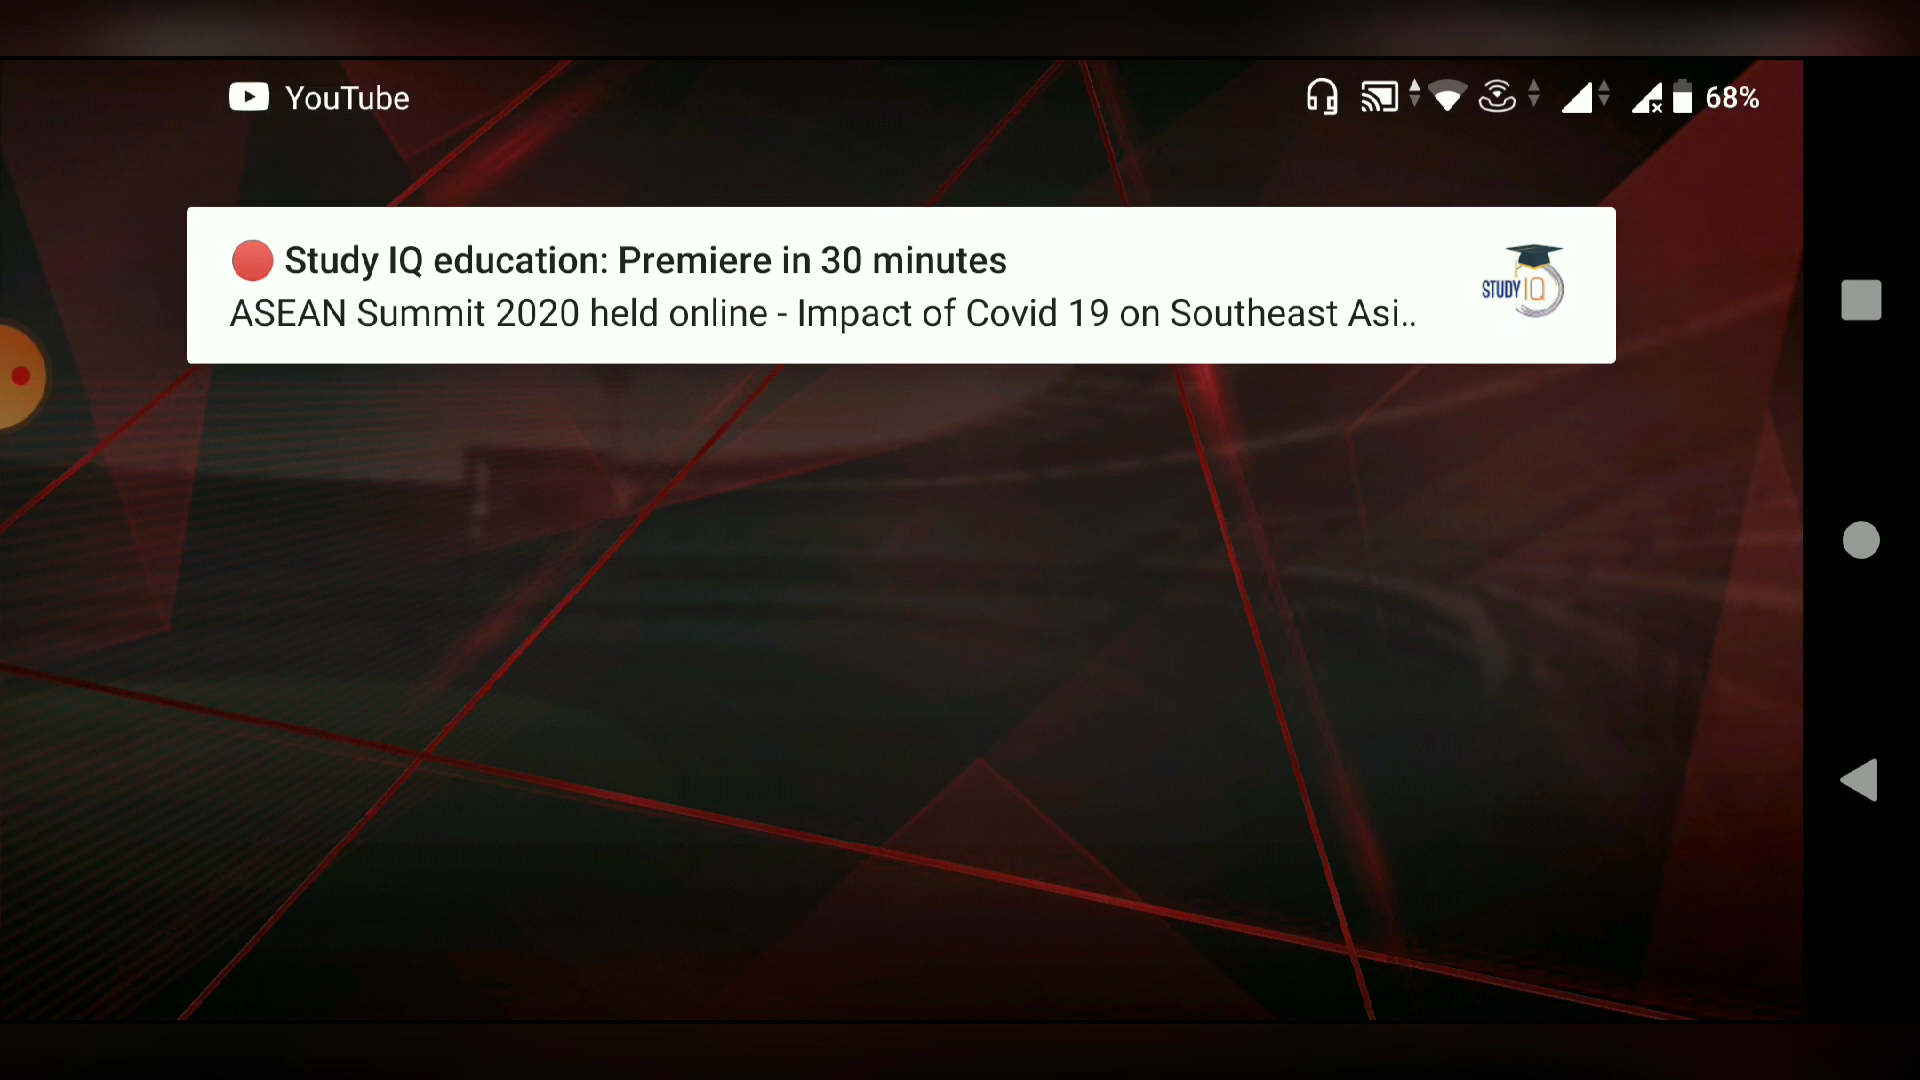 YouTube
68%
🔴 Study IQ education: Premiere in 30 minutes
ASEAN Summit 2020 held online - Impact of Covid 19 on Southeast Asi..
STUDY IQ